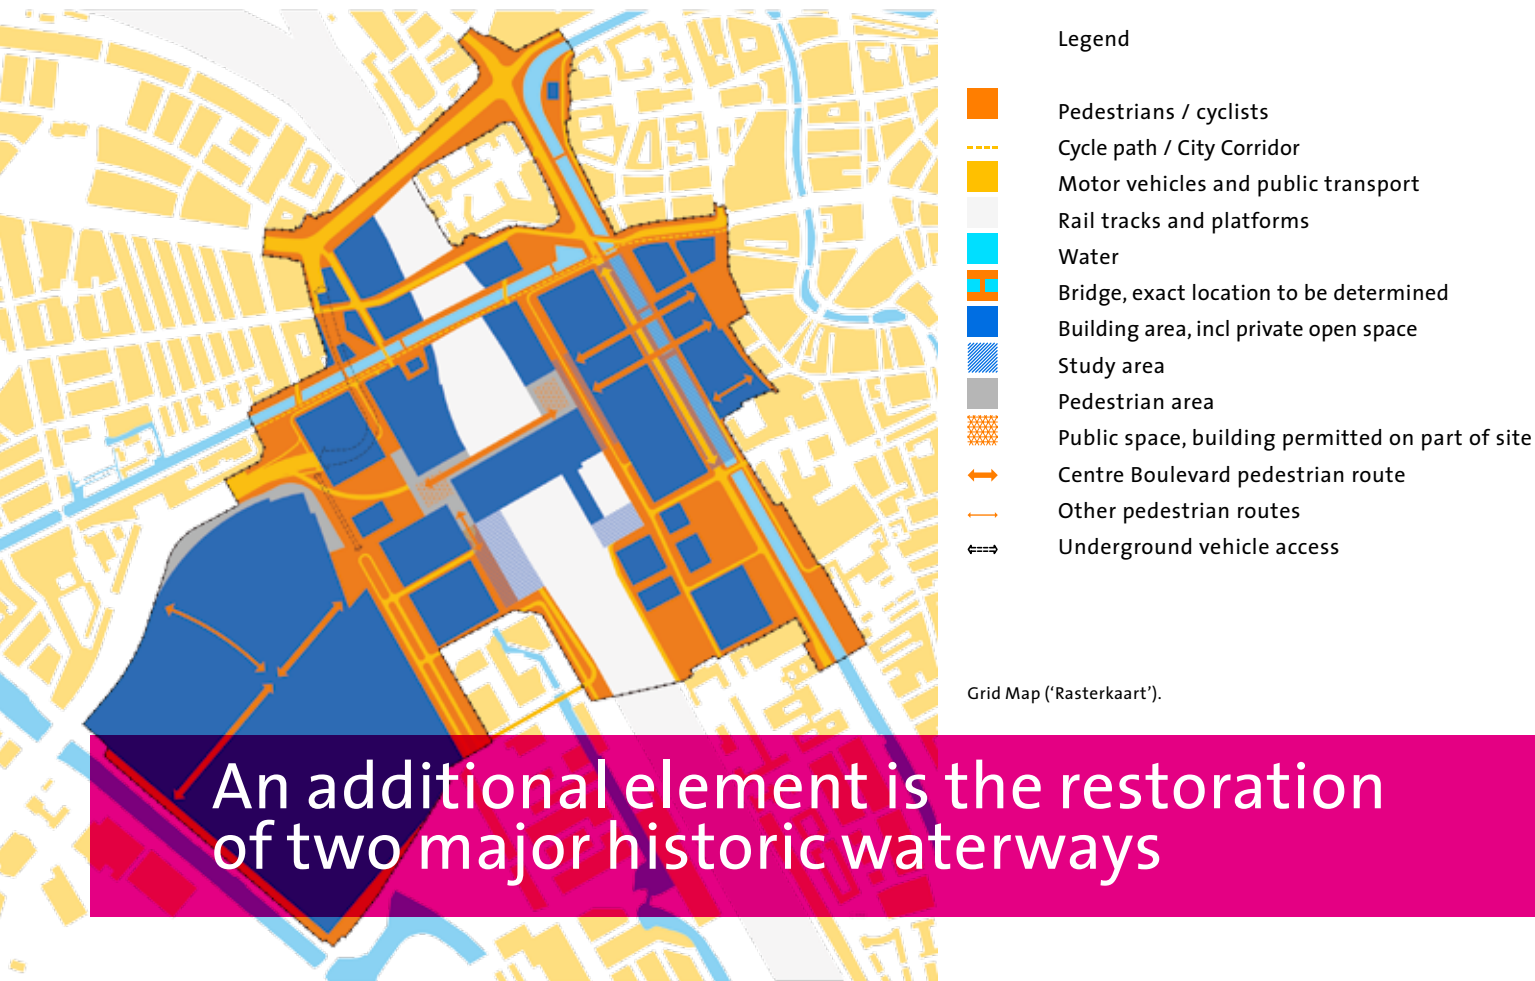 Legend
Pedestrians / cyclists
Cycle path / City Corridor
Motor vehicles and public transport
Rail tracks and platforms
Water
Bridge, exact location to be determined
Building area, incl private open space
Study area
Pedestrian area
Public space, building permitted on part of site
Centre Boulevard pedestrian route
Other pedestrian routes
Underground vehicle access
Grid Map (‘Rasterkaart’).
An additional element is the restoration
of two major historic waterways